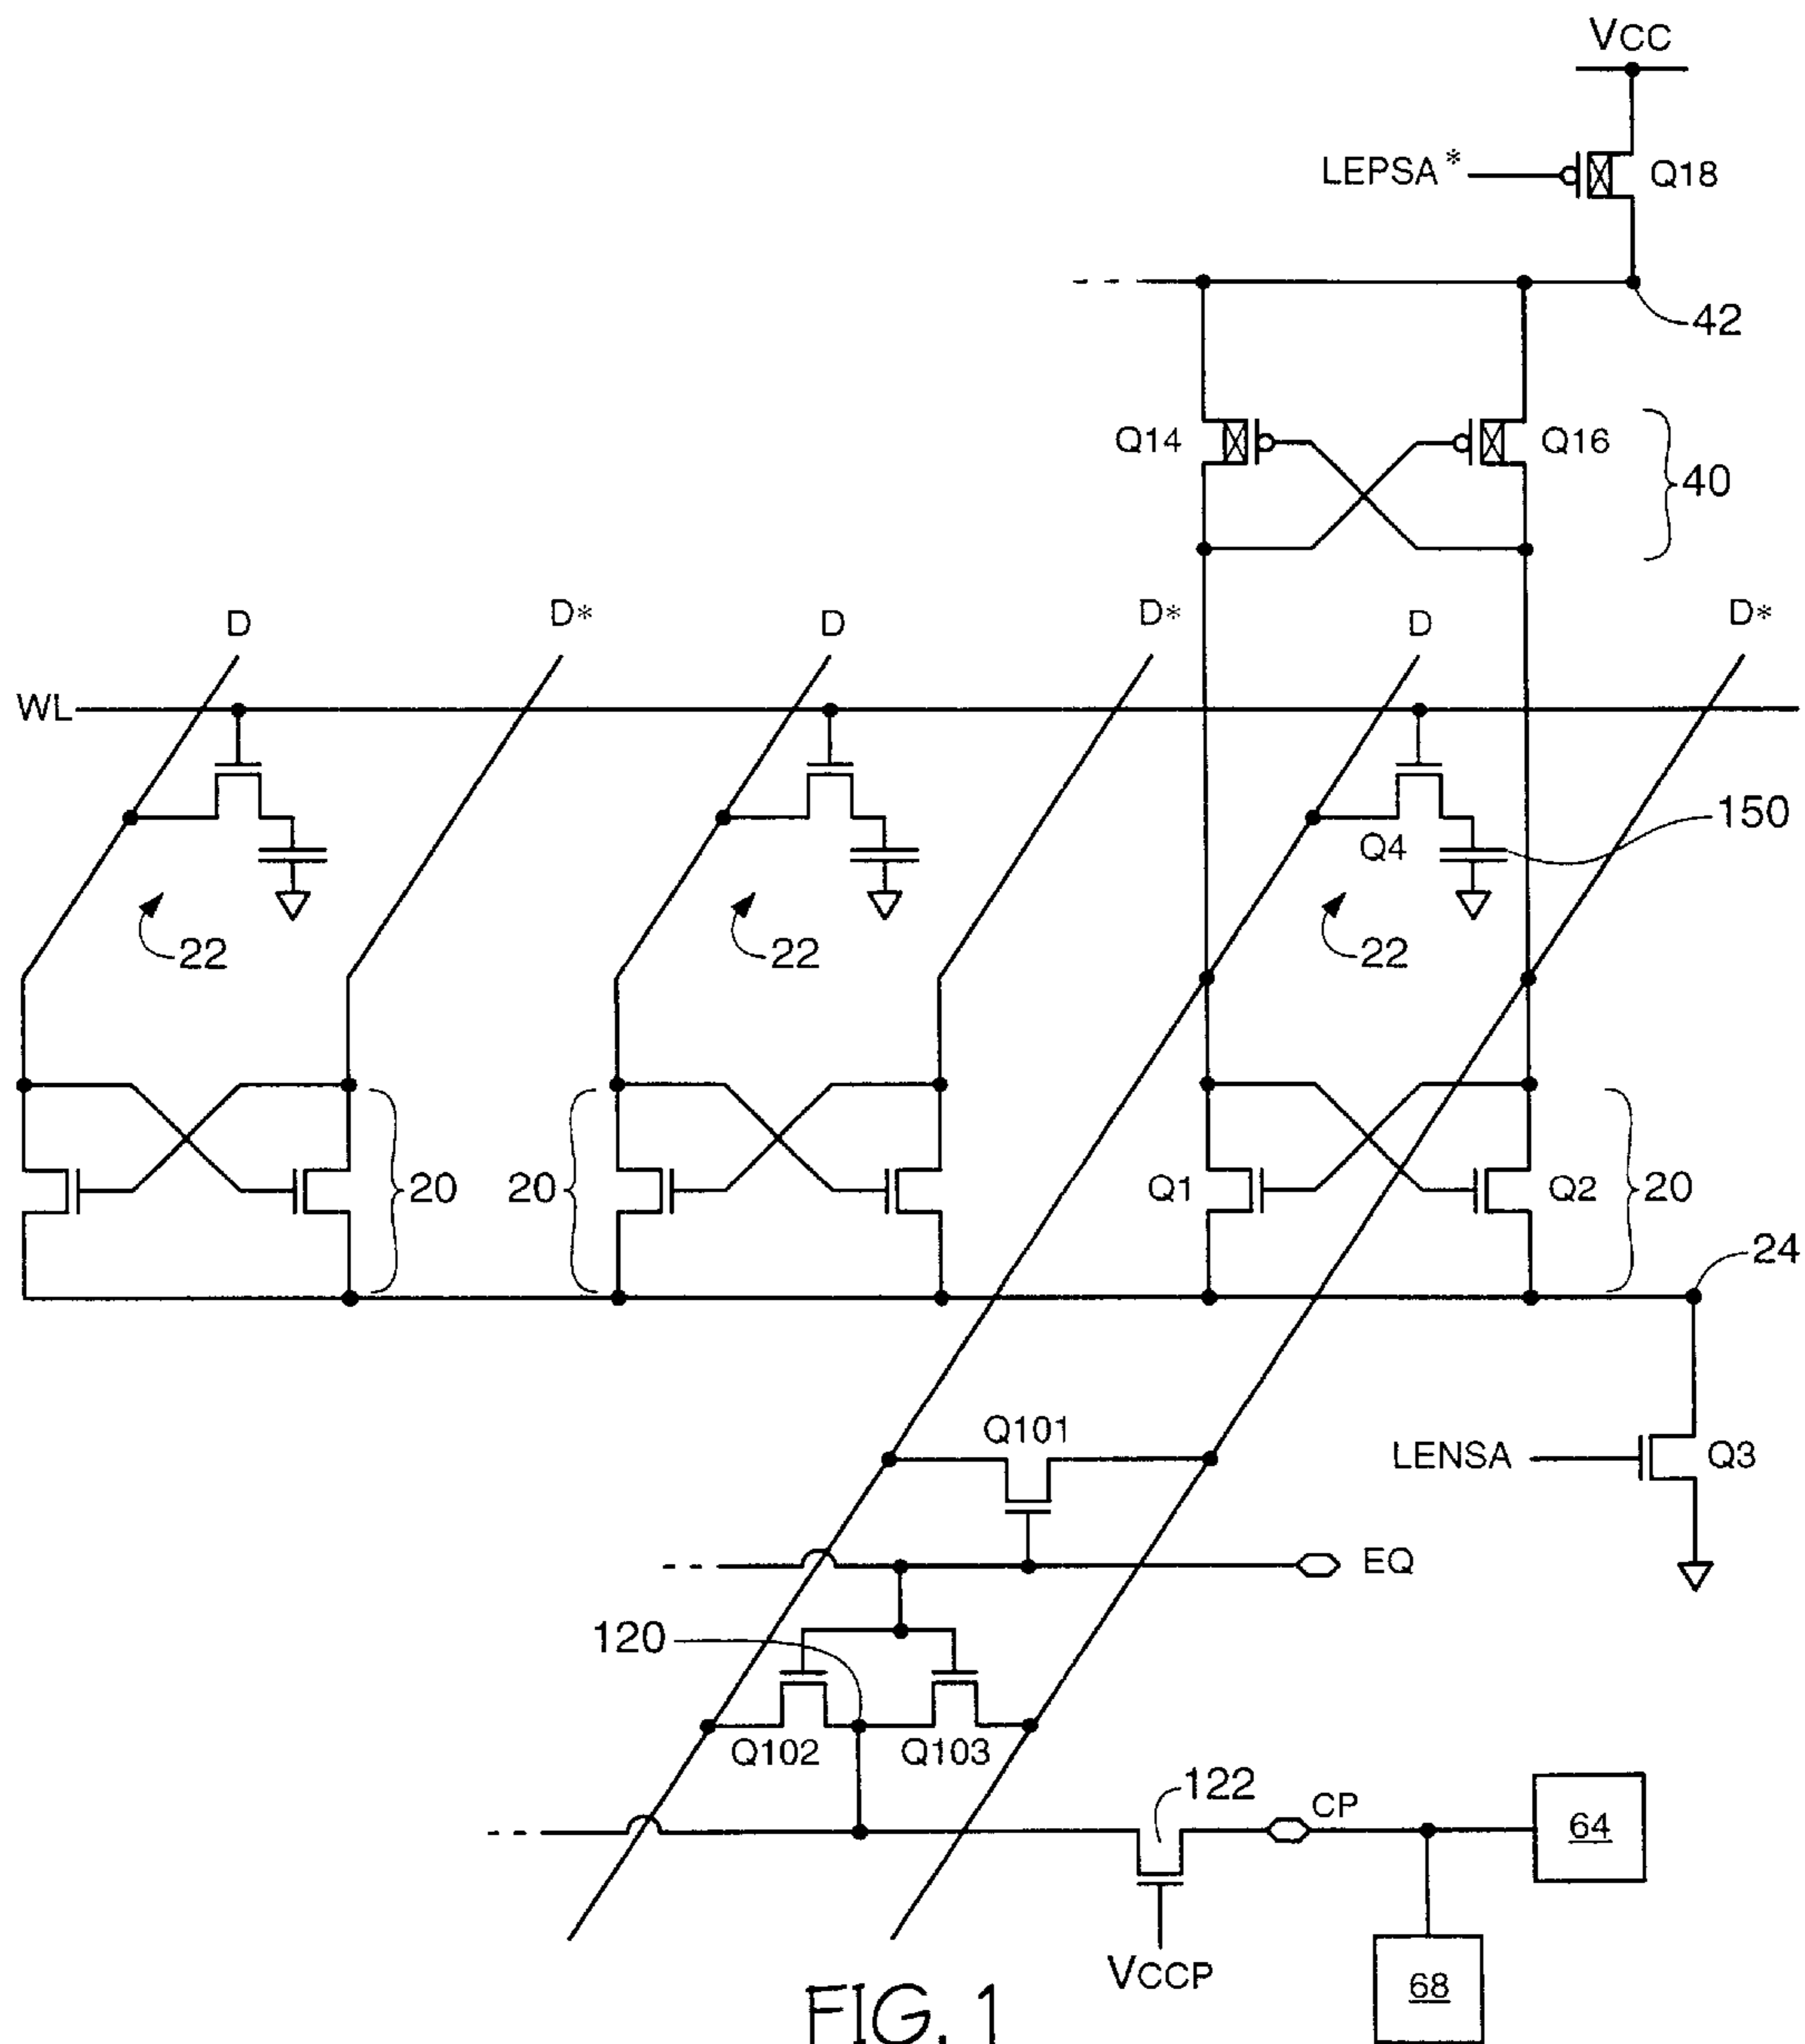 VCC
LEPSA*
Q18
42
Q14
Q16
40
D
D*
D
D*
D
D*
WL
150
Q4
22
22
22
20
20
Q1
Q2
20
24
Q101
LENSA
Q3
EQ
120
Q102
Q103
122
CP
64
VCCP
68
FIG. 1